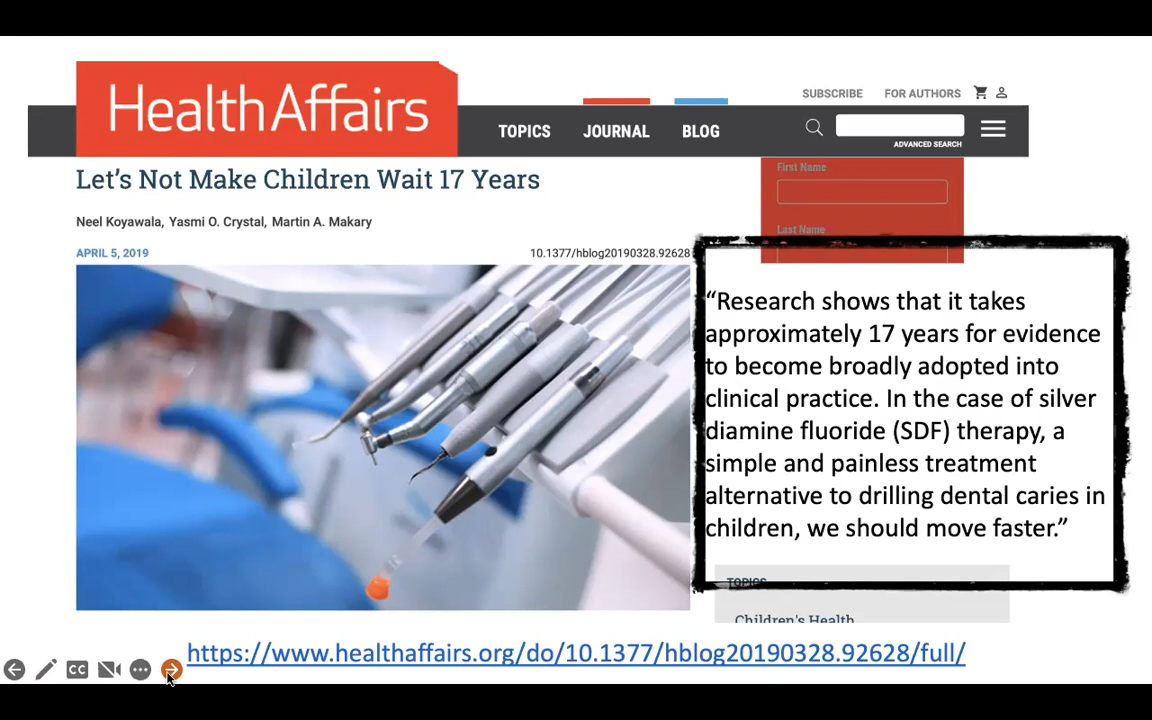 HealthAffairs
SUBSCRIBE FOR AUTHORS
TOPICS JOURNAL BLOG
ADVANCED SEARCH
Let's Not Make Children Wait 17 Years
First Name
Neel Koyawala, Yasmi O. Crystal, Martin A. Makary
Last Name
APRIL 5, 2019 10.1377/hblog20190328.92628
“Research shows that it takes
approximately 17 years for evidence
to become broadly adopted into
clinical practice. In the case of silver
diamine fluoride (SDF) therapy, a
simple and painless treatment
alternative to drilling dental caries in
children, we should move faster.”
TOPICS
Children's Health
https://www.healthaffairs.org/do/10.1377/hblog20190328.92628/full/
CC